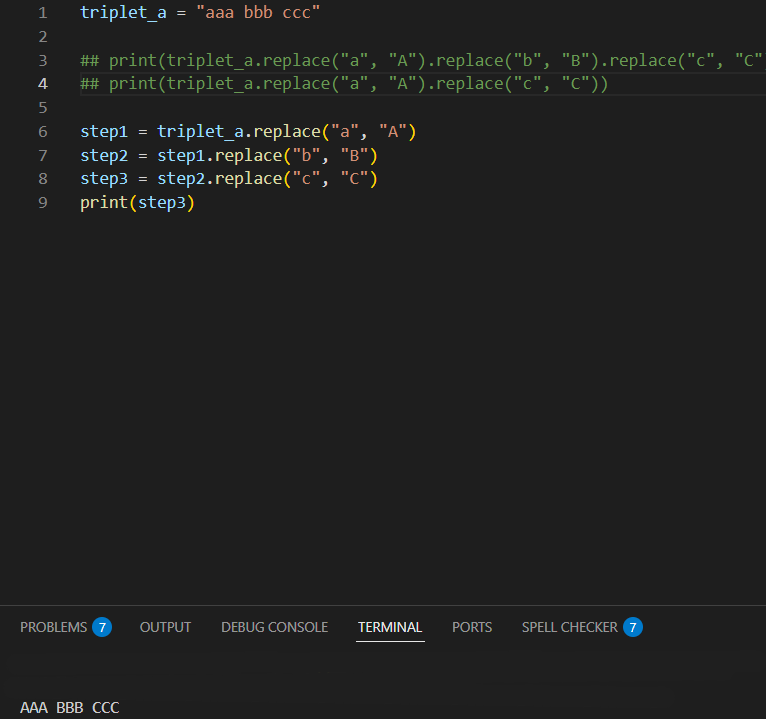 1 triplet_a = "aaa bbb ccc"
2
3 ## print(triplet_a.replace("a", "A").replace("b", "B").replace("c", "C"
4 ## print(triplet_a.replace("a", "A").replace("c", "C"))
5
6 step1 = triplet_a.replace("a", "A")
7 step2 = step1.replace("b", "B")
8 step3 = step2.replace("c", "C")
9 print(step3)
PROBLEMS 7 OUTPUT DEBUG CONSOLE TERMINAL PORTS SPELL CHECKER 7
AAA BBB CCC